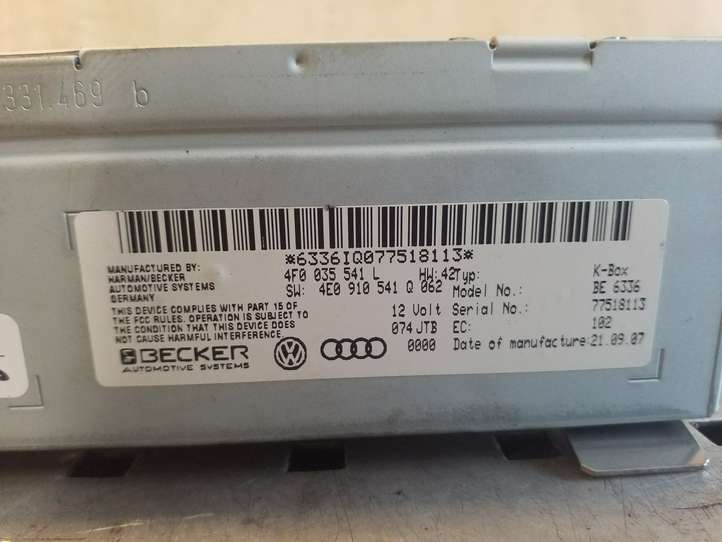 331.469 b
*6336IQ077518113*
MANUFACTURED BY:
HARMAN/BECKER
AUTOMOTIVE SYSTEMS
GERMANY
THIS DEVICE COMPLIES WITH PART 15 OF
THE FCC RULES. OPERATION IS SUBJECT TO
THE CONDITION THAT THIS DEVICE DOES
NOT CAUSE HARMFUL INTERFERENCE
BECKER
AUTOMOTIVE SYSTEMS
4F0 035 541 L HW:42
SW: 4E0 910 541 Q 062
12 Volt
074 JTB
0000
Typ: K-Box
Model No.: BE 6336
Serial No.: 77518113
EC: 102
Date of manufacture: 21.09.07